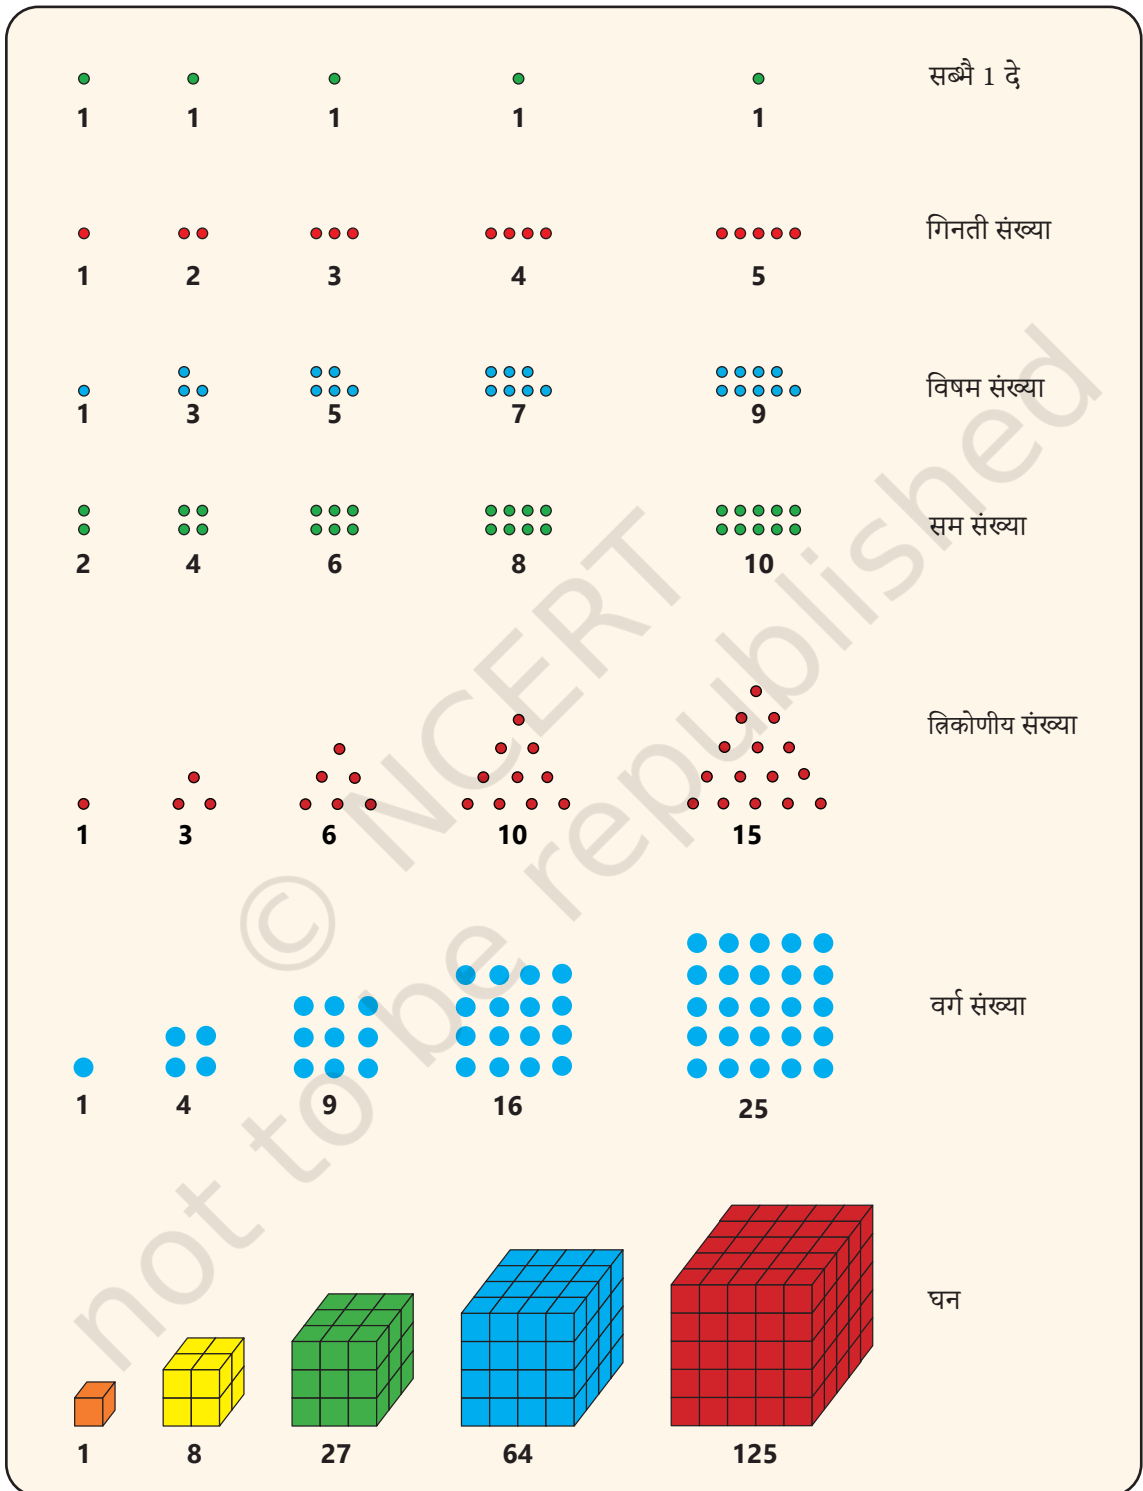 सब्भै 1 दे
1 1 1 1 1
गिनती संख्या
1 2 3 4 5
विषम संख्या
1 3 5 7 9
सम संख्या
2 4 6 8 10
त्रिकोणीय संख्या
1 3 6 10 15
वर्ग संख्या
1 4 9 16 25
घन
1 8 27 64 125
© NCERT
not to be republished